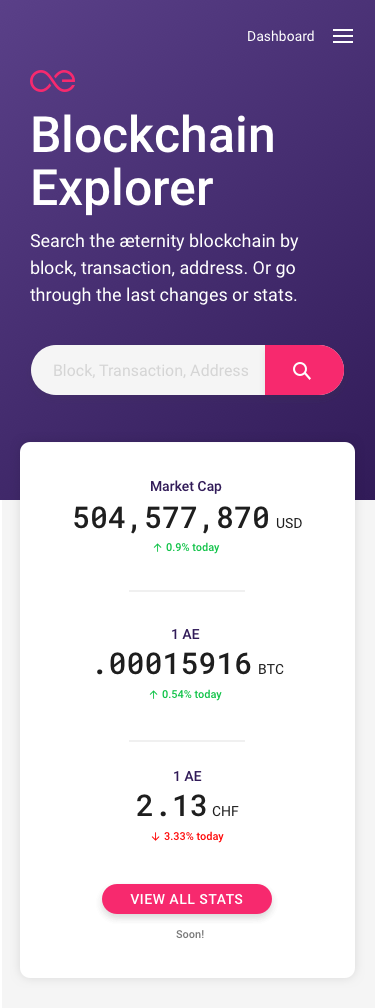 Dashboard
Blockchain
Explorer
Search the æternity blockchain by
block, transaction, address. Or go
through the last changes or stats.
Block, Transaction, Address
Market Cap
504,577,870 USD
↑ 0.9% today
1 AE
.00015916 BTC
↑ 0.54% today
1 AE
2.13 CHF
↓ 3.33% today
VIEW ALL STATS
Soon!